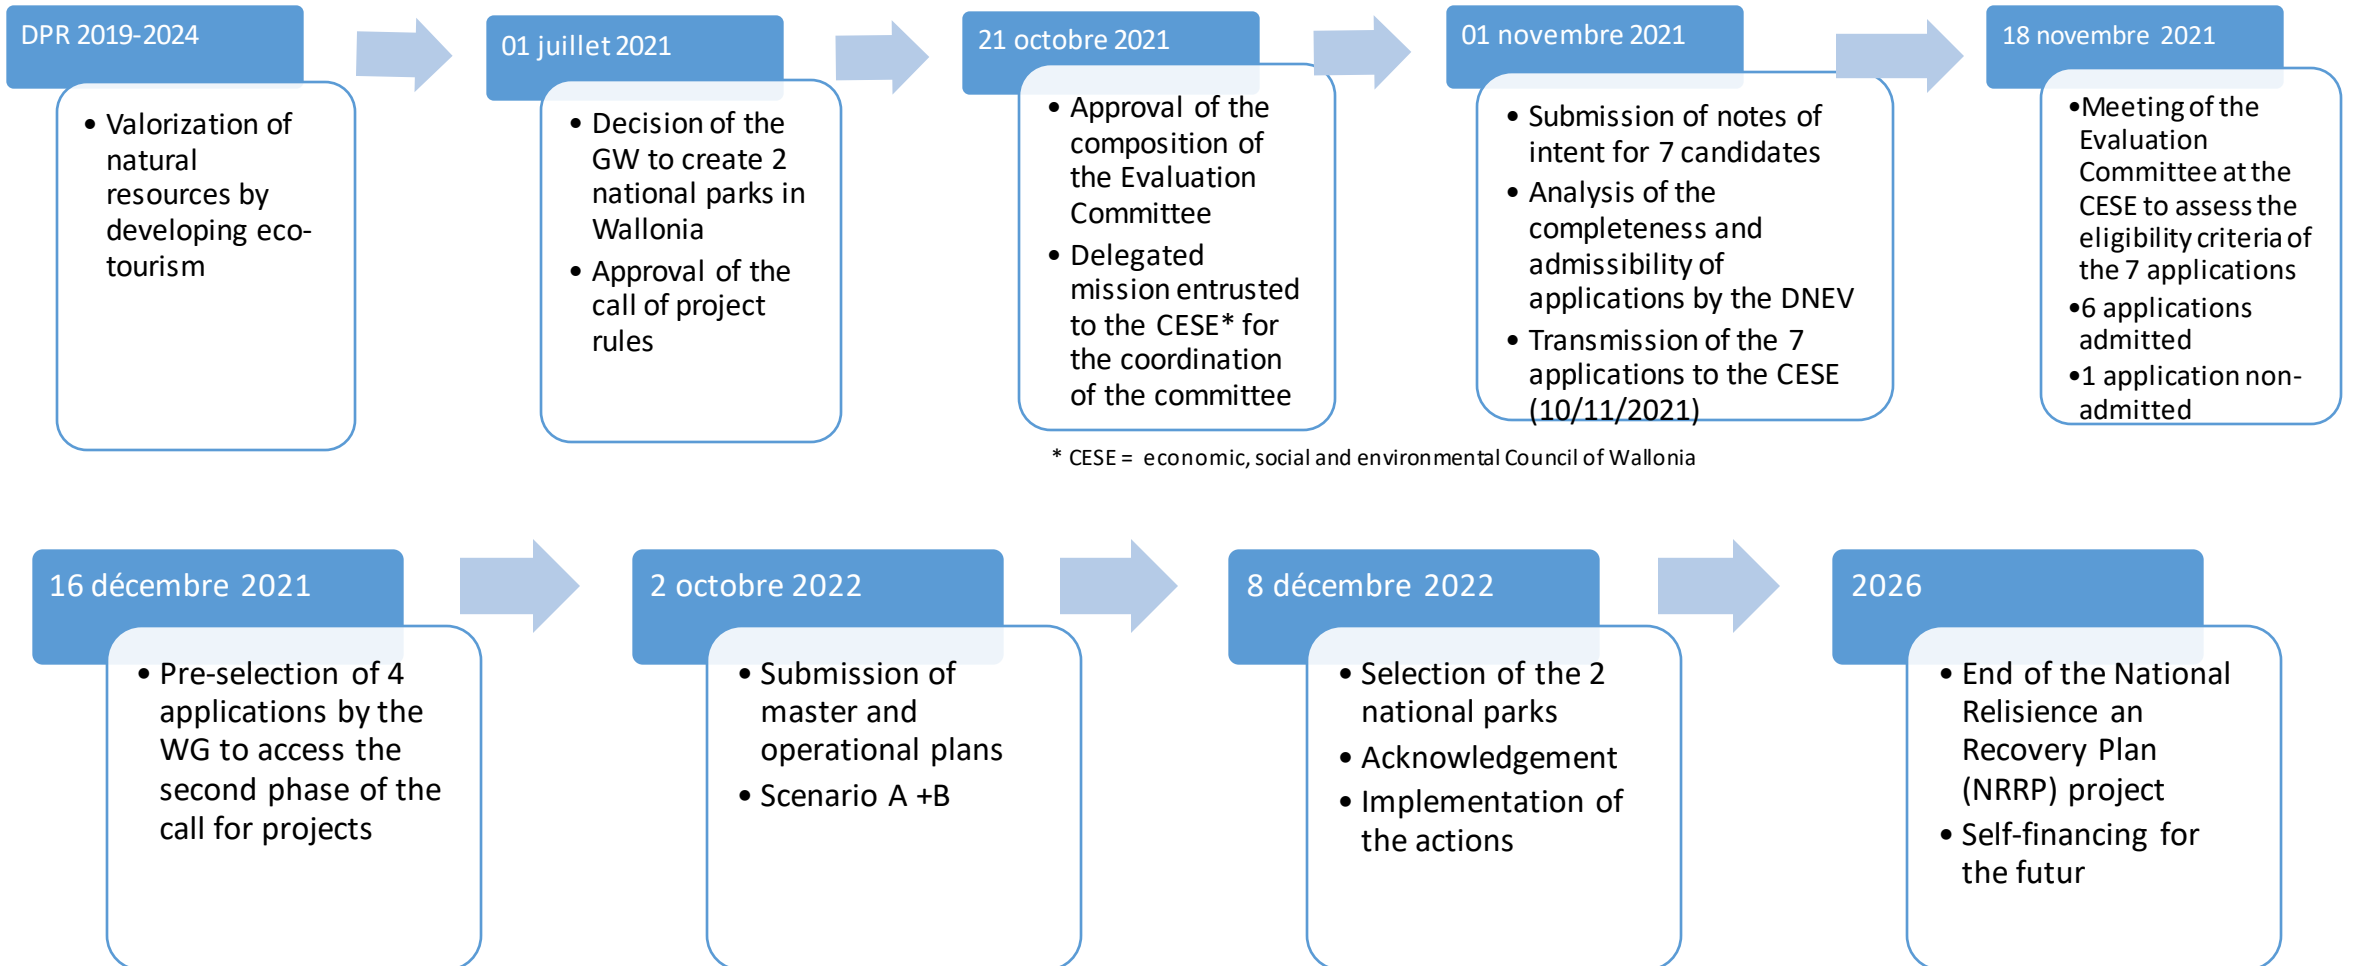 DPR 2019-2024
• Valorization of
natural
resources by
developing eco-
tourism
01 juillet 2021
• Decision of the
GW to create 2
national parks in
Wallonia
• Approval of the
call of project
rules
21 octobre 2021
• Approval of the
composition of
the Evaluation
Committee
• Delegated
mission entrusted
to the CESE* for
the coordination
of the committee
01 novembre 2021
• Submission of notes of
intent for 7 candidates
• Analysis of the
completeness and
admissibility of
applications by the DNEV
• Transmission of the 7
applications to the CESE
(10/11/2021)
18 novembre 2021
•Meeting of the
Evaluation
Committee at the
CESE to assess the
eligibility criteria of
the 7 applications
•6 applications
admitted
•1 application non-
admitted
* CESE = economic, social and environmental Council of Wallonia
16 décembre 2021
• Pre-selection of 4
applications by the
WG to access the
second phase of the
call for projects
2 octobre 2022
• Submission of
master and
operational plans
• Scenario A +B
8 décembre 2022
• Selection of the 2
national parks
• Acknowledgement
• Implementation of
the actions
2026
• End of the National
Relisience an
Recovery Plan
(NRRP) project
• Self-financing for
the futur